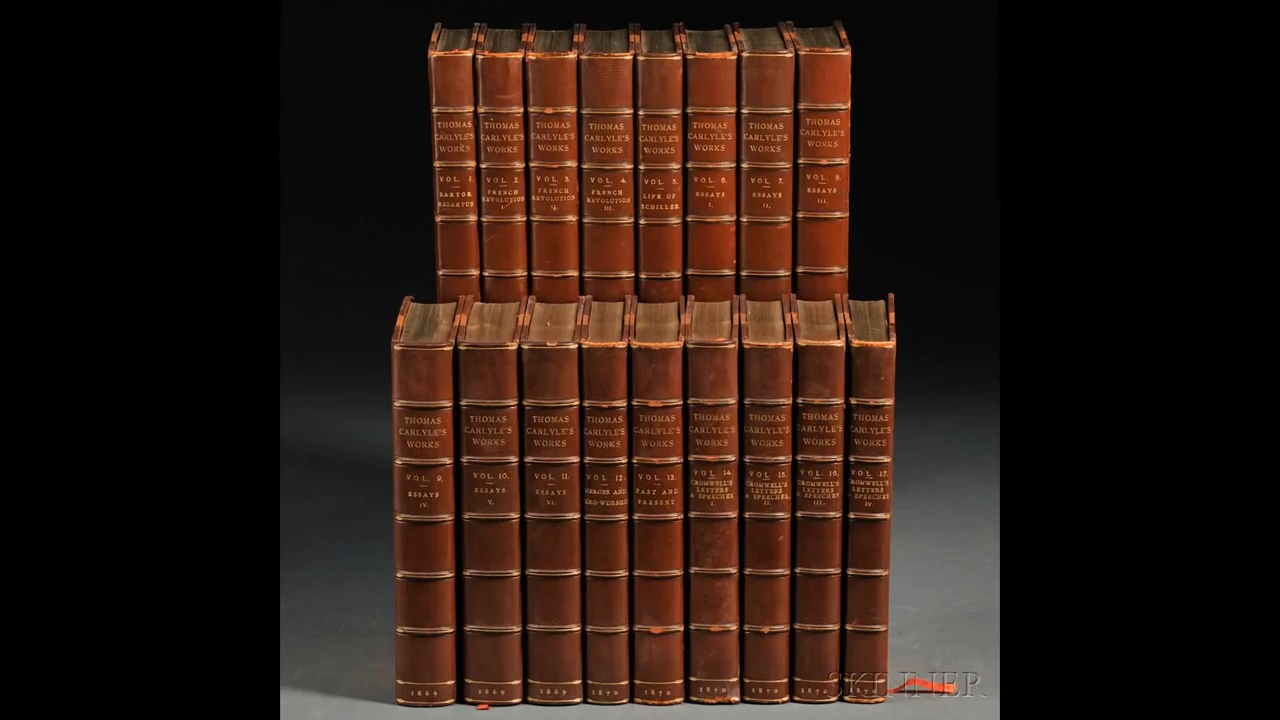 THOMAS
CARLYLE'S
WORKS
VOL. 1.
SARTOR
RESARTUS
THOMAS
CARLYLE'S
WORKS
VOL. 2.
FRENCH
REVOLUTION
I.
THOMAS
CARLYLE'S
WORKS
VOL. 3.
FRENCH
REVOLUTION
II.
THOMAS
CARLYLE'S
WORKS
VOL. 4.
FRENCH
REVOLUTION
III.
THOMAS
CARLYLE'S
WORKS
VOL. 5.
LIFE OF
SCHILLER
THOMAS
CARLYLE'S
WORKS
VOL. 6.
ESSAYS
I.
THOMAS
CARLYLE'S
WORKS
VOL. 7.
ESSAYS
II.
THOMAS
CARLYLE'S
WORKS
VOL. 8.
ESSAYS
III.
THOMAS
CARLYLE'S
WORKS
VOL. 9.
ESSAYS
IV.
1869
THOMAS
CARLYLE'S
WORKS
VOL. 10.
ESSAYS
V.
1869
THOMAS
CARLYLE'S
WORKS
VOL. 11.
ESSAYS
VI.
1869
THOMAS
CARLYLE'S
WORKS
VOL. 12.
HEROES AND
HERO-WORSHIP
1870
THOMAS
CARLYLE'S
WORKS
VOL. 13.
PAST AND
PRESENT
1870
THOMAS
CARLYLE'S
WORKS
VOL. 14.
CROMWELL'S
LETTERS
& SPEECHES
I.
1870
THOMAS
CARLYLE'S
WORKS
VOL. 15.
CROMWELL'S
LETTERS
& SPEECHES
II.
1870
THOMAS
CARLYLE'S
WORKS
VOL. 16.
CROMWELL'S
LETTERS
& SPEECHES
III.
1870
THOMAS
CARLYLE'S
WORKS
VOL. 17.
CROMWELL'S
LETTERS
& SPEECHES
IV.
SKINNER